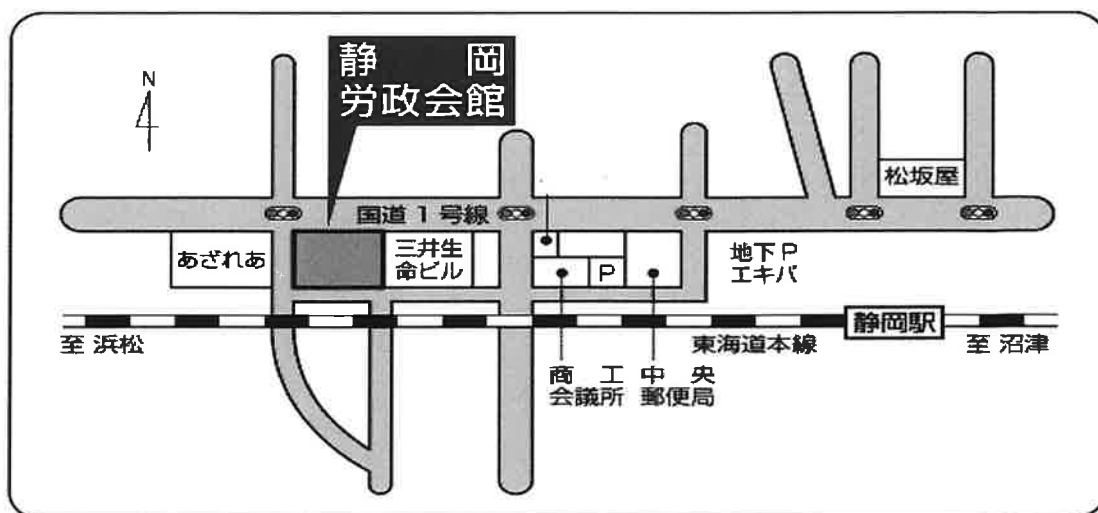 静岡
労政会館
N
松坂屋
国道1号線
あざれあ
三井生
命ビル
P
地下P
エキパ
静岡駅
至 浜松
東海道本線
至 沼津
商工
会議所
中央
郵便局